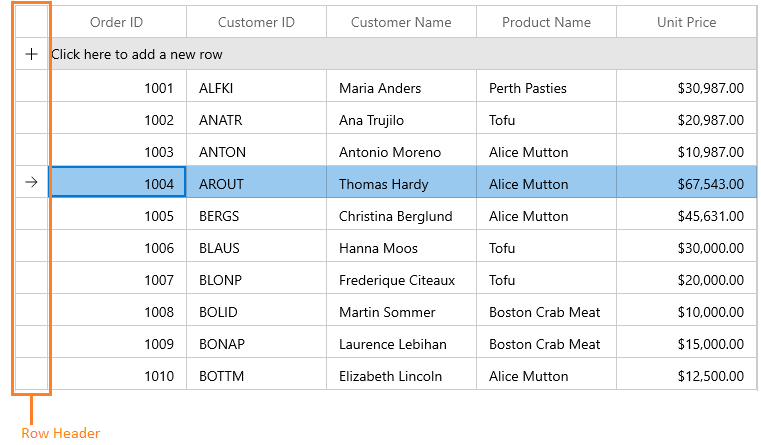 Order ID Customer ID Customer Name Product Name Unit Price
Click here to add a new row
1001 ALFKI Maria Anders Perth Pasties $30,987.00
1002 ANATR Ana Trujilo Tofu $20,987.00
1003 ANTON Antonio Moreno Alice Mutton $10,987.00
1004 AROUT Thomas Hardy Alice Mutton $67,543.00
1005 BERGS Christina Berglund Alice Mutton $45,631.00
1006 BLAUS Hanna Moos Tofu $30,000.00
1007 BLONP Frederique Citeaux Tofu $20,000.00
1008 BOLID Martin Sommer Boston Crab Meat $10,000.00
1009 BONAP Laurence Lebihan Boston Crab Meat $15,000.00
1010 BOTTM Elizabeth Lincoln Alice Mutton $12,500.00
Row Header